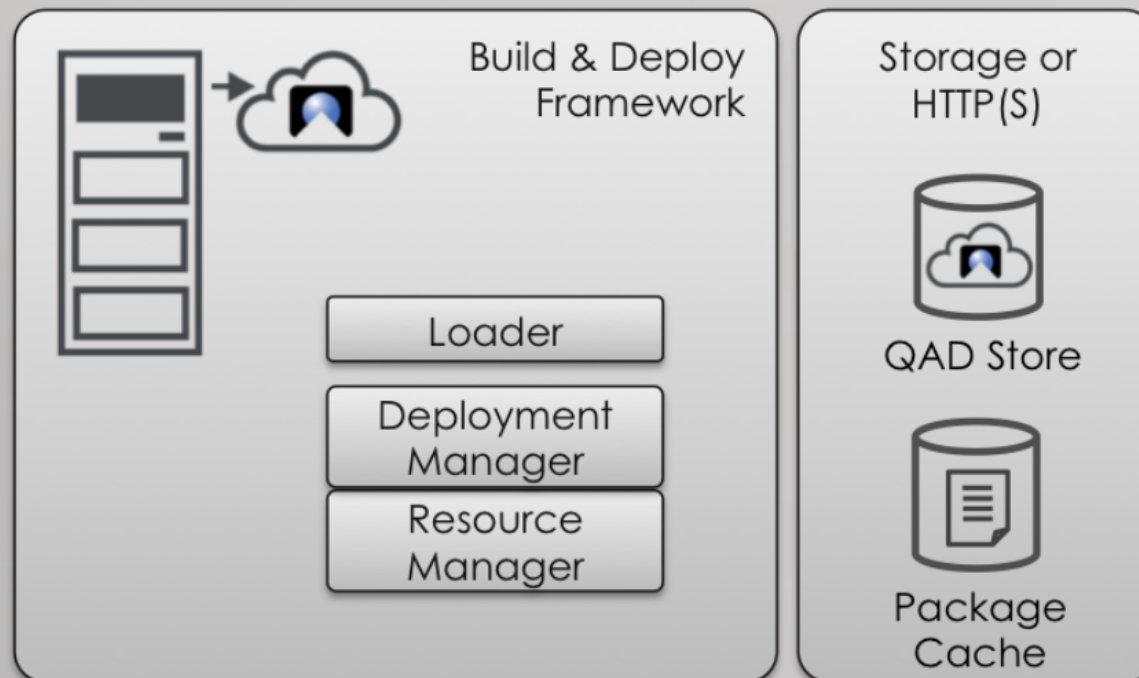 Build & Deploy
Framework
Loader
Deployment
Manager
Resource
Manager
Storage or
HTTP(S)
QAD Store
Package
Cache